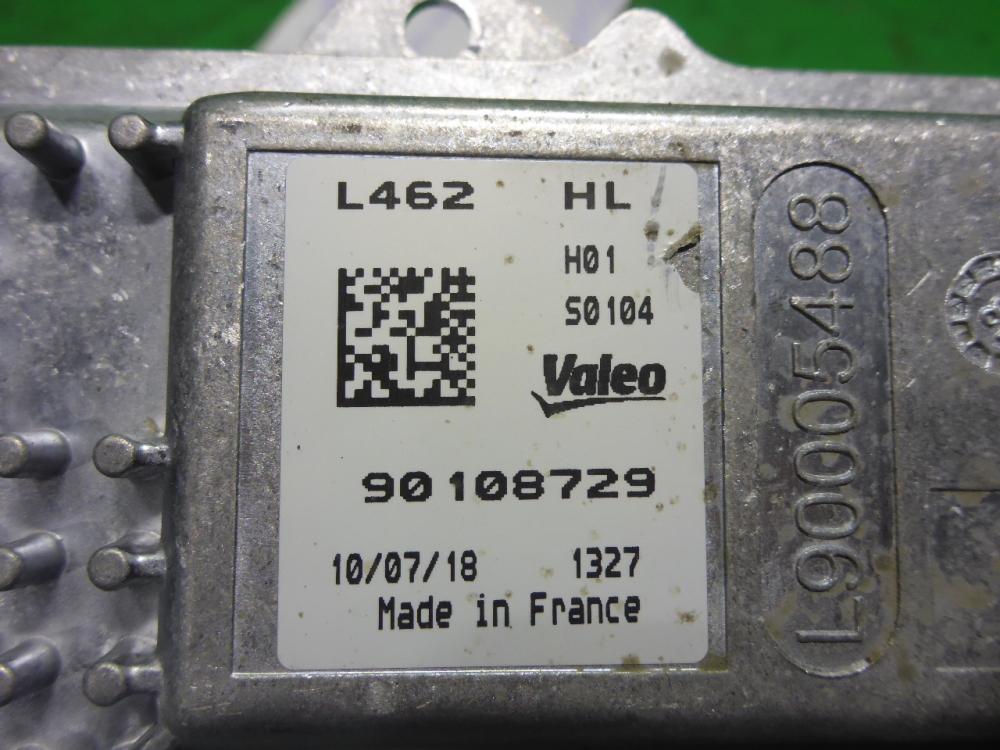 L462 HL
H01
S0104
Valeo
90108729
10/07/18 1327
Made in France
L90005488